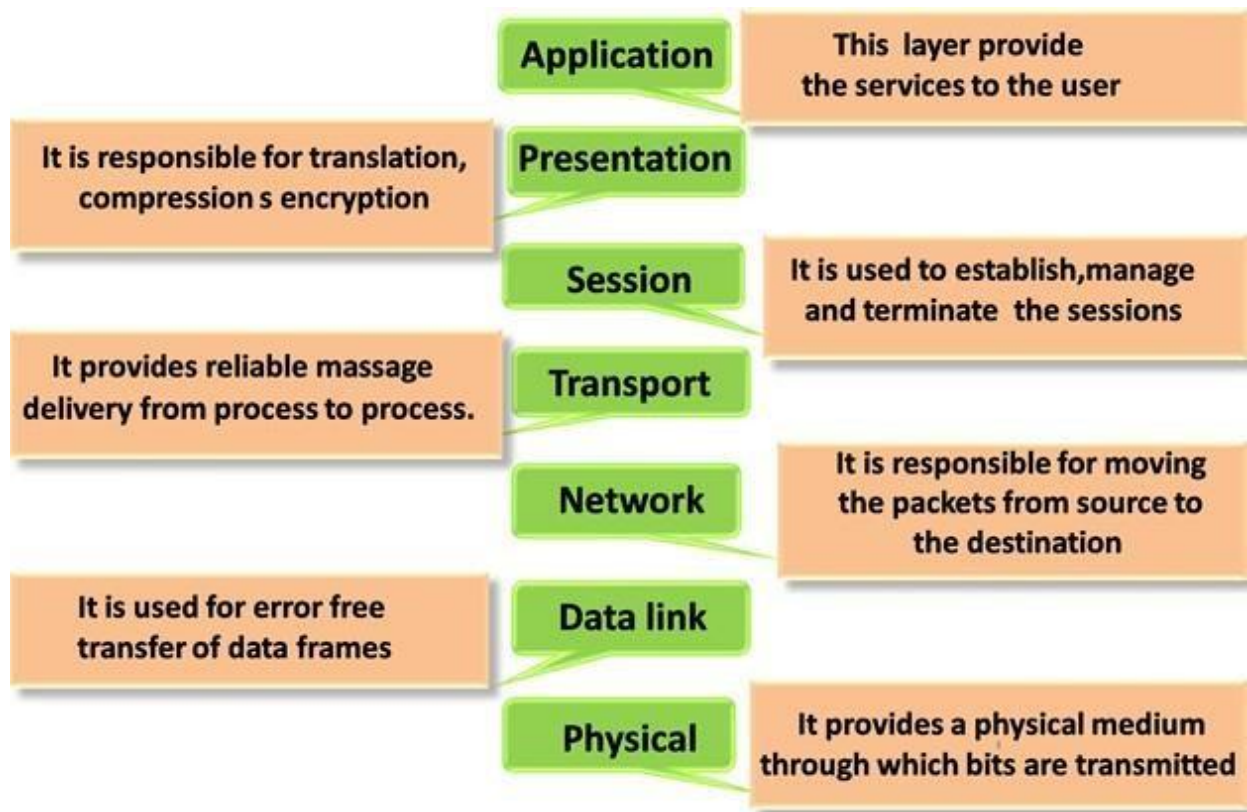 Application
This layer provide
the services to the user
Presentation
It is responsible for translation,
compression s encryption
Session
It is used to establish,manage
and terminate the sessions
Transport
It provides reliable massage
delivery from process to process.
Network
It is responsible for moving
the packets from source to
the destination
Data link
It is used for error free
transfer of data frames
Physical
It provides a physical medium
through which bits are transmitted